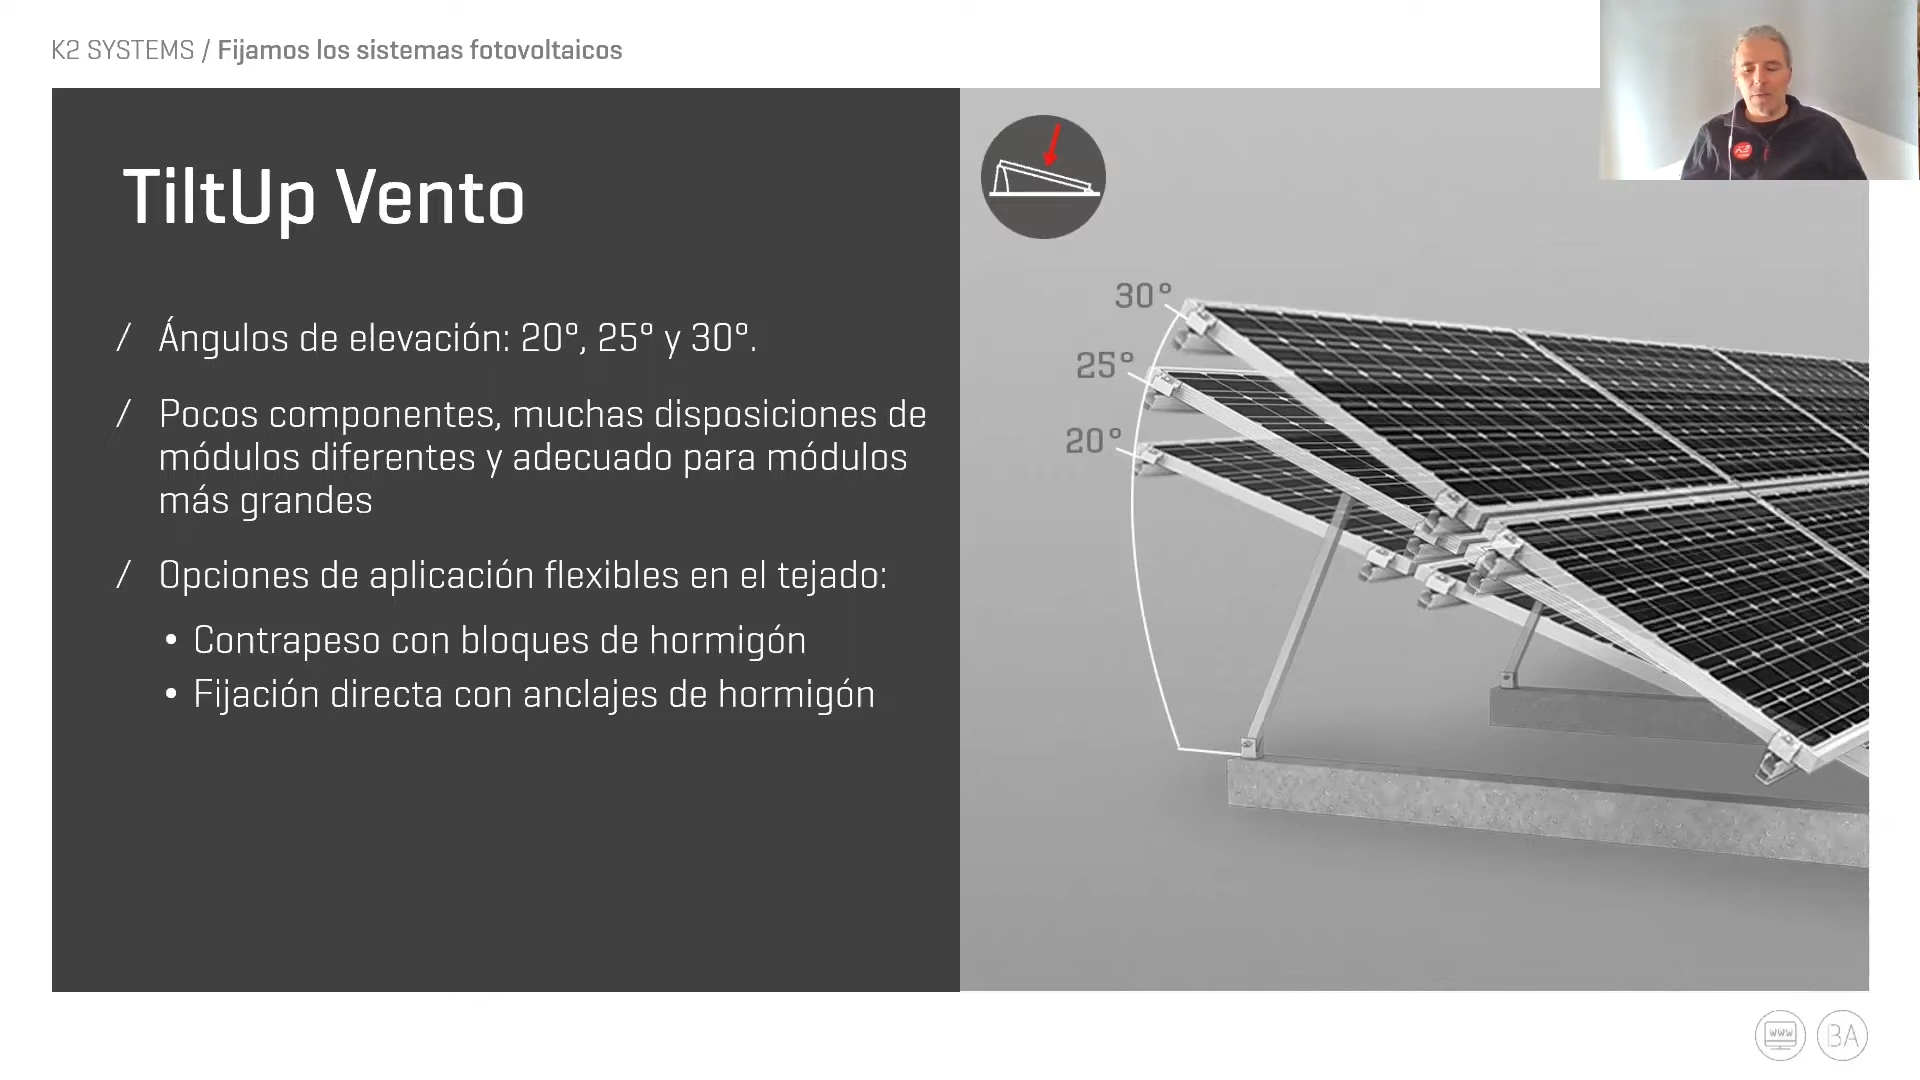 K2 SYSTEMS / Fijamos los sistemas fotovoltaicos
TiltUp Vento
/ Ángulos de elevación: 20°, 25° y 30°.
/ Pocos componentes, muchas disposiciones de
módulos diferentes y adecuado para módulos
más grandes
/ Opciones de aplicación flexibles en el tejado:
• Contrapeso con bloques de hormigón
• Fijación directa con anclajes de hormigón
30°
25°
20°
K2
www
BA